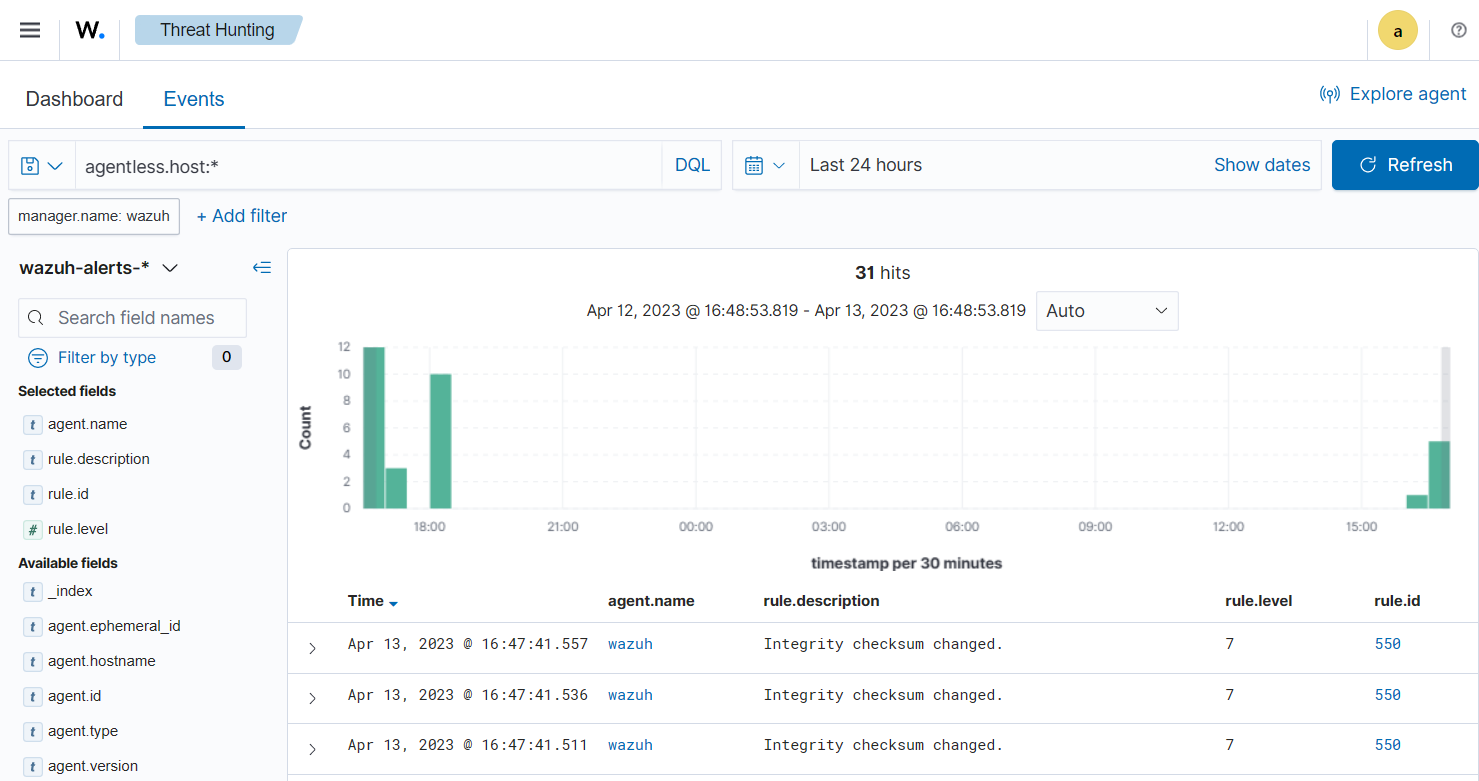 W. Threat Hunting a
Dashboard Events Explore agent
agentless.host:* DQL Last 24 hours Show dates Refresh
manager.name: wazuh + Add filter
wazuh-alerts-*
Search field names
Filter by type 0
Selected fields
t agent.name
t rule.description
t rule.id
# rule.level
Available fields
t _index
t agent.ephemeral_id
t agent.hostname
t agent.id
t agent.type
t agent.version
31 hits
Apr 12, 2023 @ 16:48:53.819 - Apr 13, 2023 @ 16:48:53.819 Auto
Count
12
10
8
6
4
2
0
18:00 21:00 00:00 03:00 06:00 09:00 12:00 15:00
timestamp per 30 minutes
Time agent.name rule.description rule.level rule.id
Apr 13, 2023 @ 16:47:41.557 wazuh Integrity checksum changed. 7 550
Apr 13, 2023 @ 16:47:41.536 wazuh Integrity checksum changed. 7 550
Apr 13, 2023 @ 16:47:41.511 wazuh Integrity checksum changed. 7 550